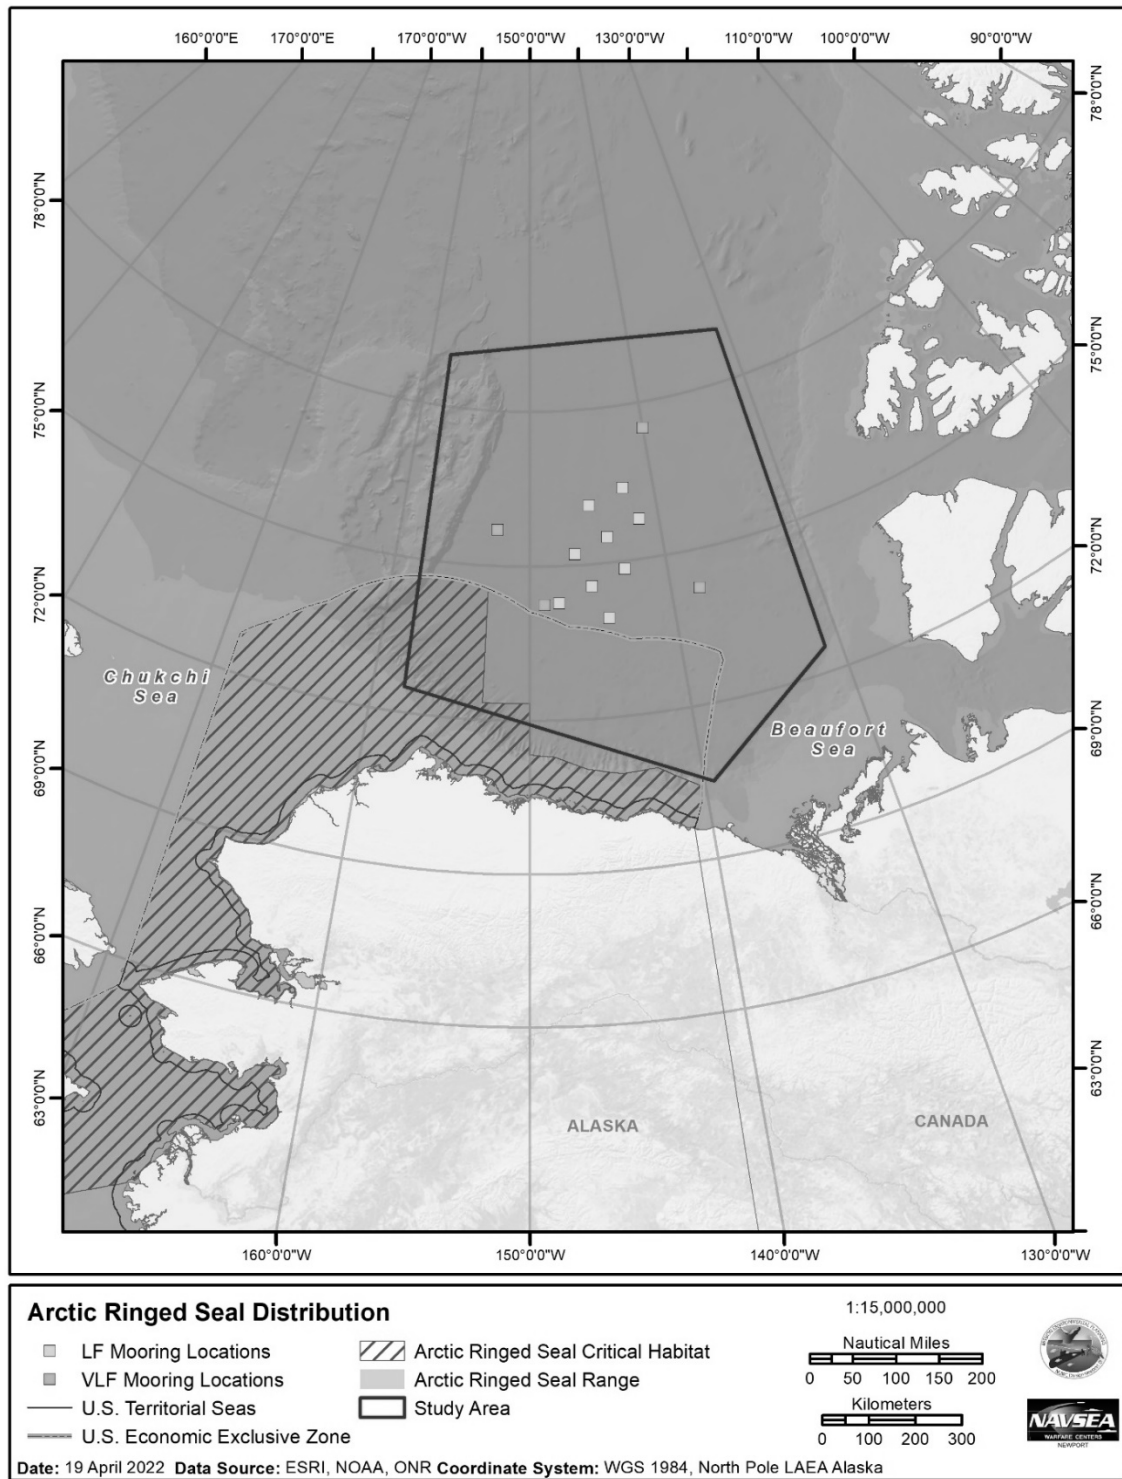 160°0'0"E 170°0'0"E 170°0'0"W 150°0'0"W 130°0'0"W 110°0'0"W 100°0'0"W 90°0'0"W
78°0'0"N
78°0'0"N
75°0'0"N
75°0'0"N
72°0'0"N
72°0'0"N
Chukchi
Sea
Beaufort
Sea
69°0'0"N
69°0'0"N
66°0'0"N
66°0'0"N
63°0'0"N
63°0'0"N
ALASKA
CANADA
160°0'0"W 150°0'0"W 140°0'0"W 130°0'0"W
Arctic Ringed Seal Distribution
LF Mooring Locations
VLF Mooring Locations
U.S. Territorial Seas
U.S. Economic Exclusive Zone
Arctic Ringed Seal Critical Habitat
Arctic Ringed Seal Range
Study Area
1:15,000,000
Nautical Miles
0 25 50 100 150 200
Kilometers
0 50 100 200 300
NAVSEA
WARFARE CENTERS
NEWPORT
Date: 19 April 2022 Data Source: ESRI, NOAA, ONR Coordinate System: WGS 1984, North Pole LAEA Alaska